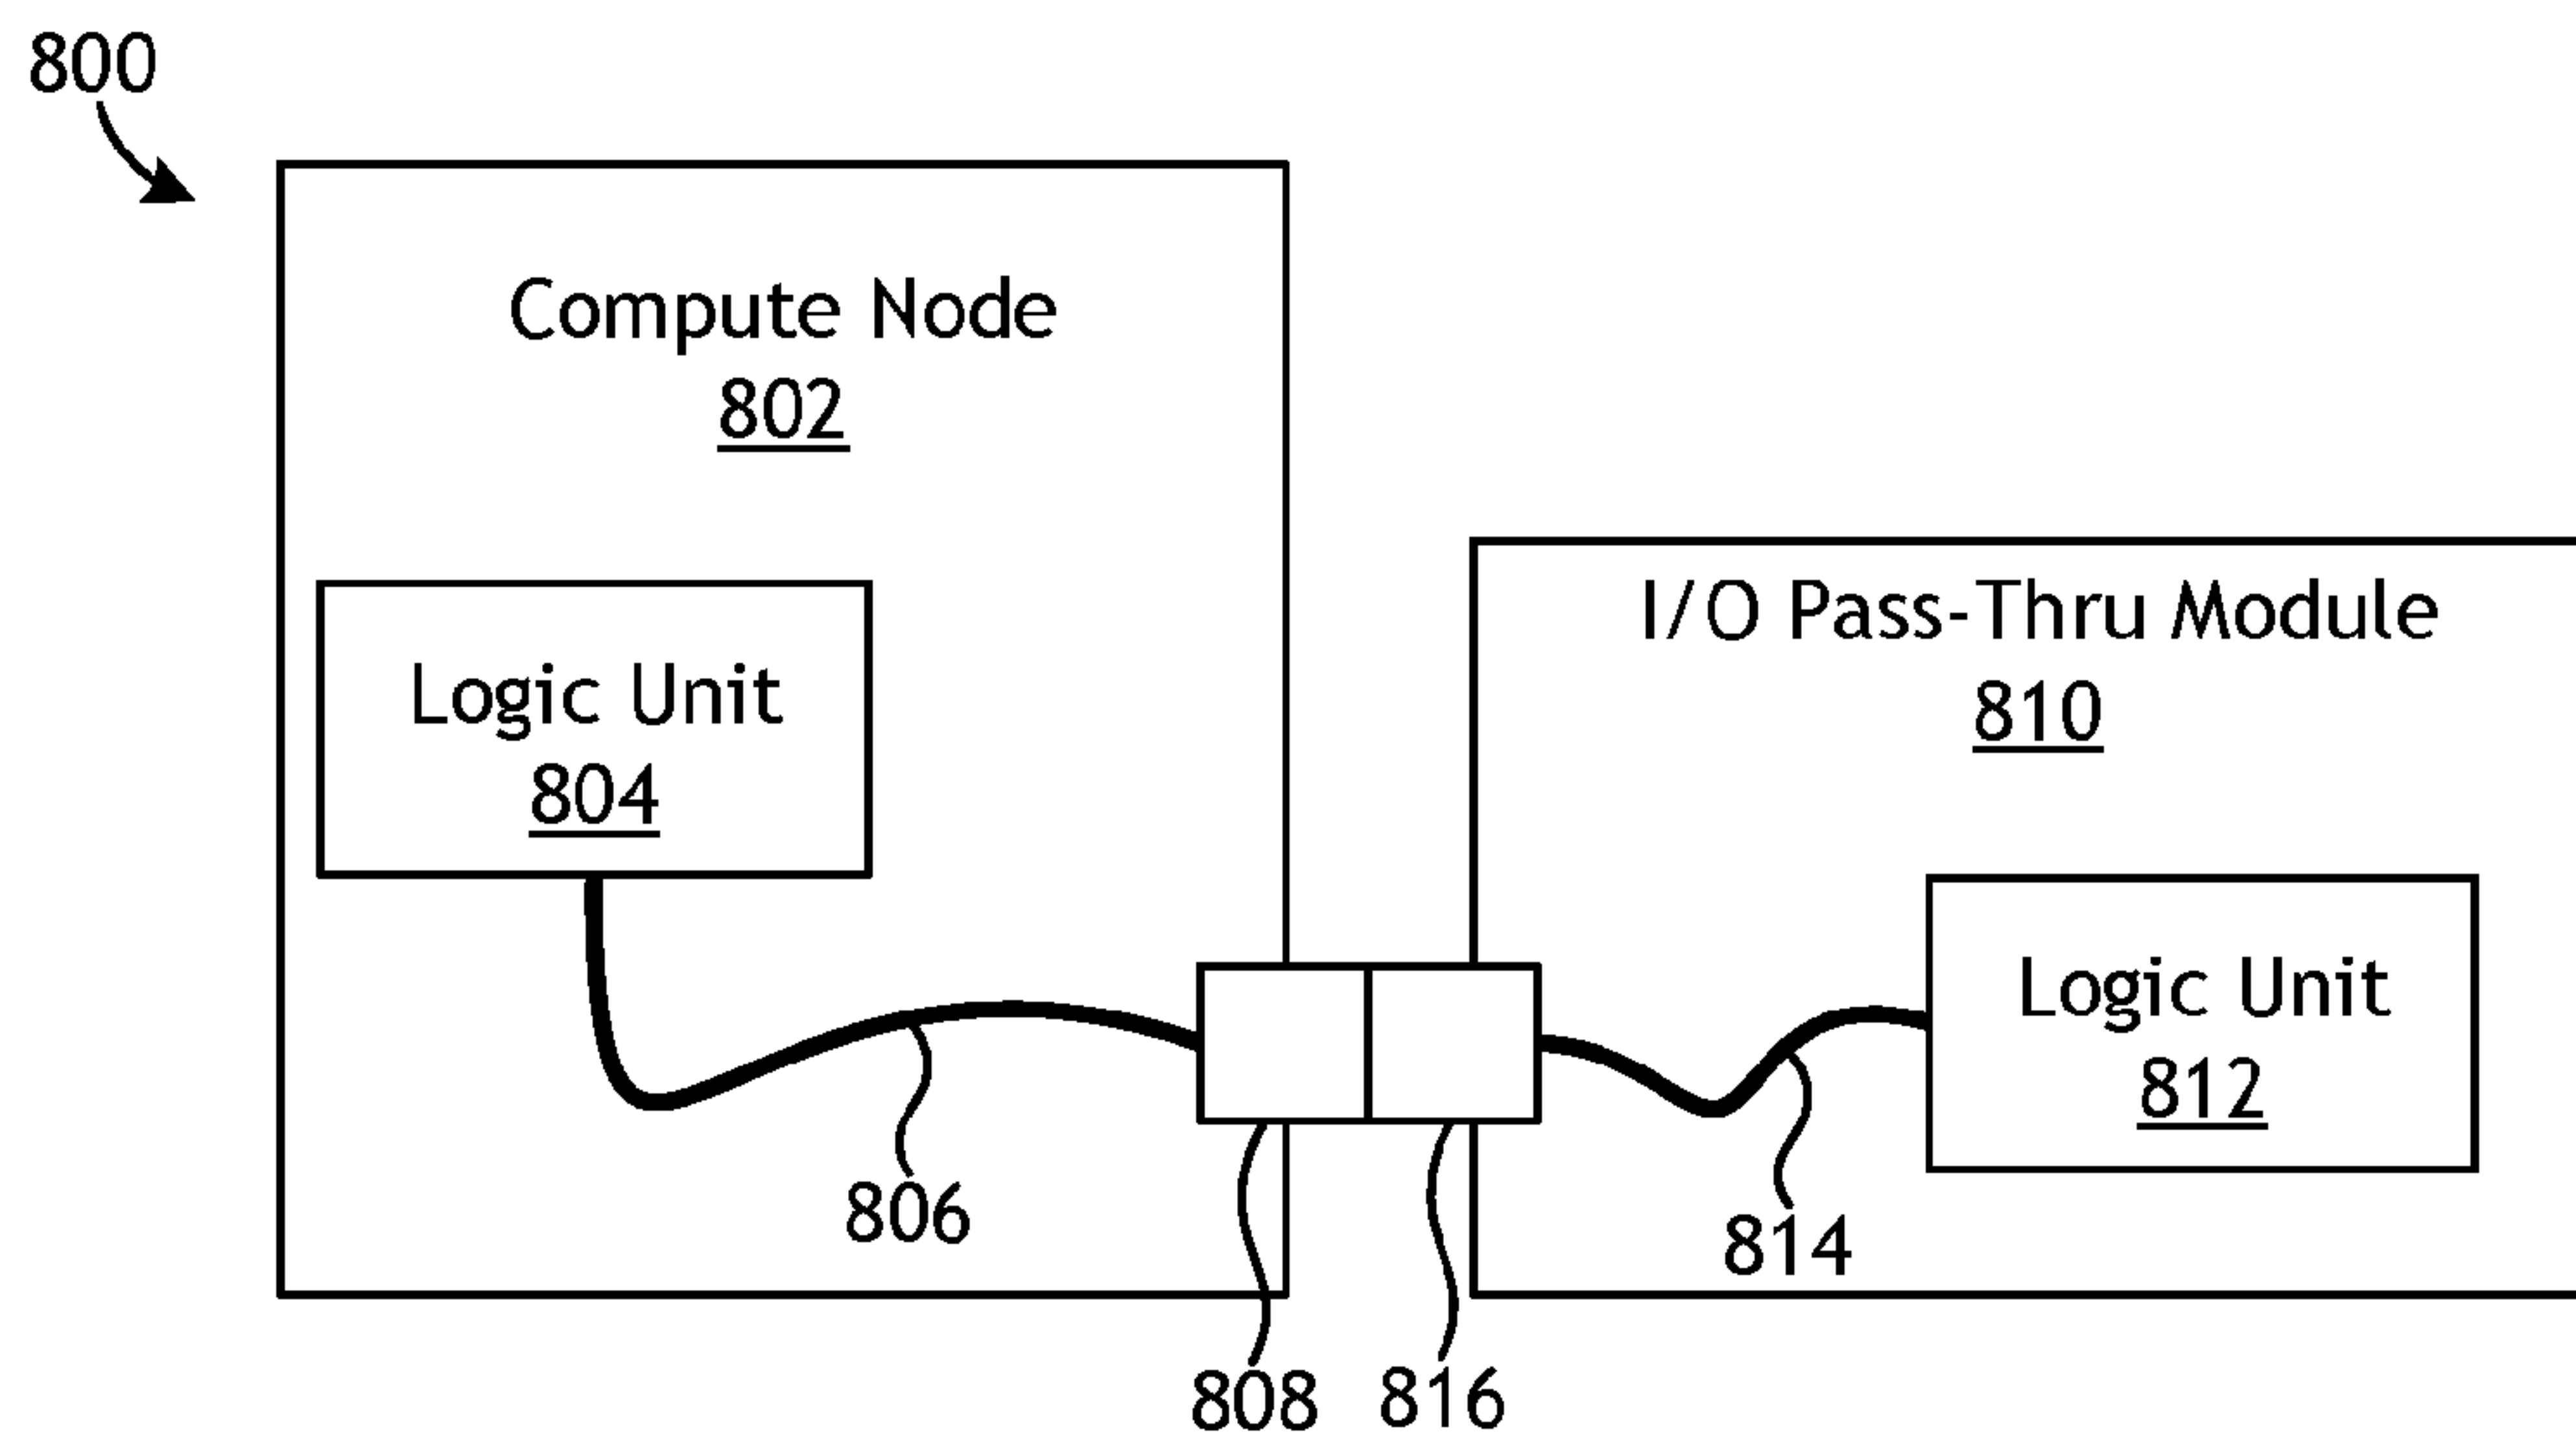 800
Compute Node
802
Logic Unit
804
806
808
I/O Pass-Thru Module
810
Logic Unit
812
814
816